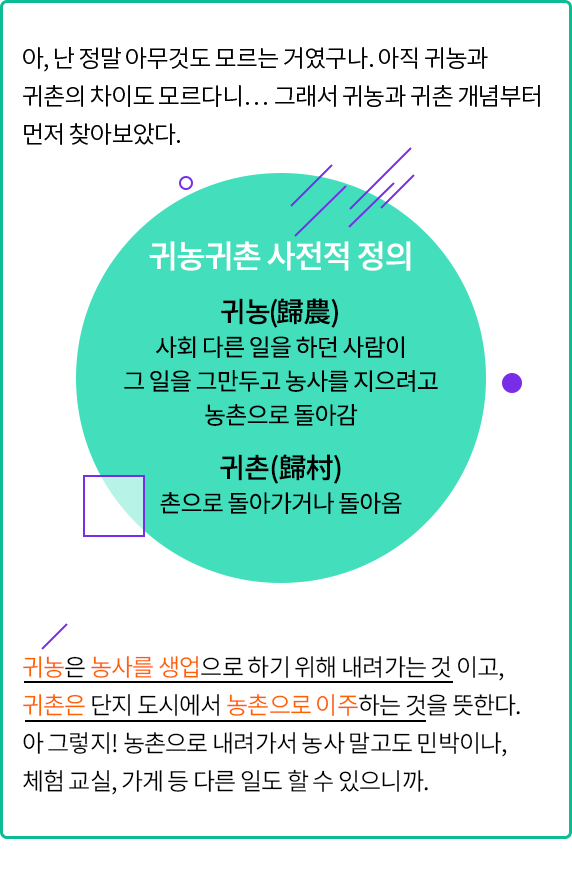 아, 난 정말 아무것도 모르는 거였구나. 아직 귀농과
귀촌의 차이도 모르다니… 그래서 귀농과 귀촌 개념부터
먼저 찾아보았다.
귀농귀촌 사전적 정의
귀농(歸農)
사회 다른 일을 하던 사람이
그 일을 그만두고 농사를 지으려고
농촌으로 돌아감
귀촌(歸村)
촌으로 돌아가거나 돌아옴
귀농은 농사를 생업으로 하기 위해 내려가는 것 이고,
귀촌은 단지 도시에서 농촌으로 이주하는 것을 뜻한다.
아 그렇지! 농촌으로 내려가서 농사 말고도 민박이나,
체험 교실, 가게 등 다른 일도 할 수 있으니까.